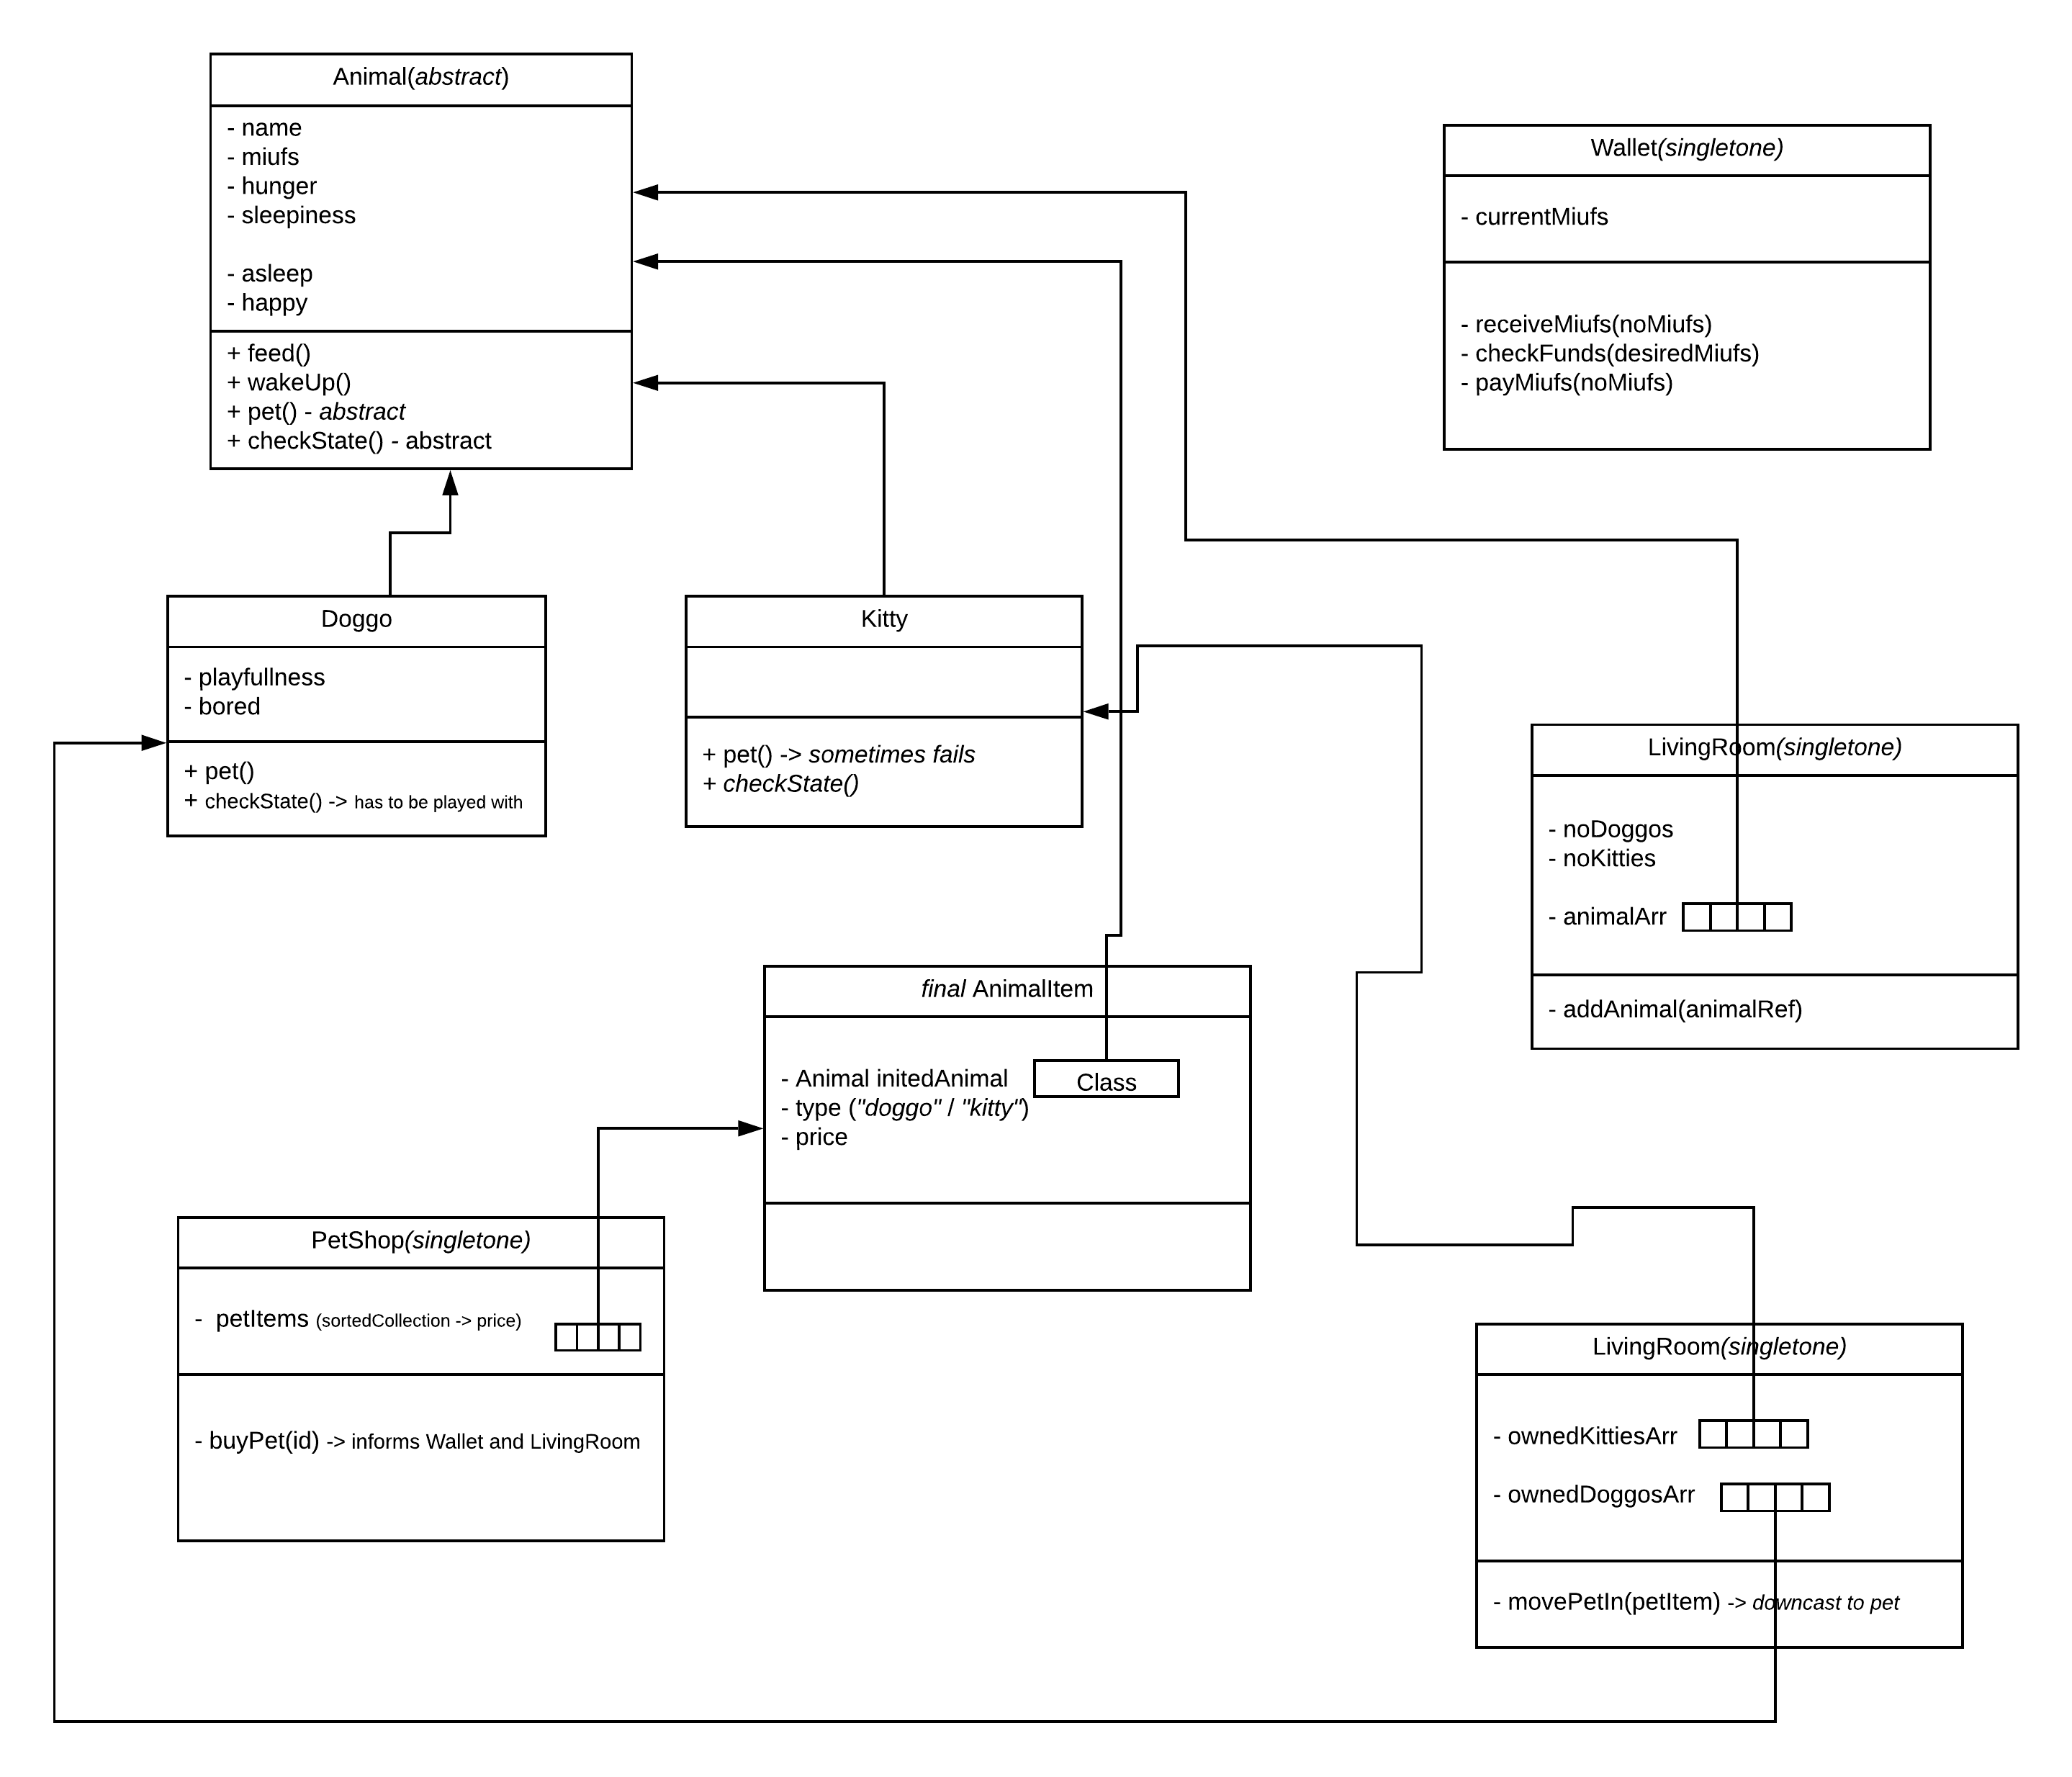 Animal(abstract)
- name
- miufs
- hunger
- sleepiness
- asleep
- happy
+ feed()
+ wakeUp()
+ pet() - abstract
+ checkState() - abstract
Wallet(singletone)
- currentMiufs
- receiveMiufs(noMiufs)
- checkFunds(desiredMiufs)
- payMiufs(noMiufs)
Doggo
- playfullness
- bored
+ pet()
+ checkState() -> has to be played with
Kitty
+ pet() -> sometimes fails
+ checkState()
LivingRoom(singletone)
- noDoggos
- noKitties
- animalArr
- addAnimal(animalRef)
final AnimalItem
- Animal initedAnimal
Class
- type ("doggo" / "kitty")
- price
PetShop(singletone)
- petItems (sortedCollection -> price)
- buyPet(id) -> informs Wallet and LivingRoom
LivingRoom(singletone)
- ownedKittiesArr
- ownedDoggosArr
- movePetIn(petItem) -> downcast to pet